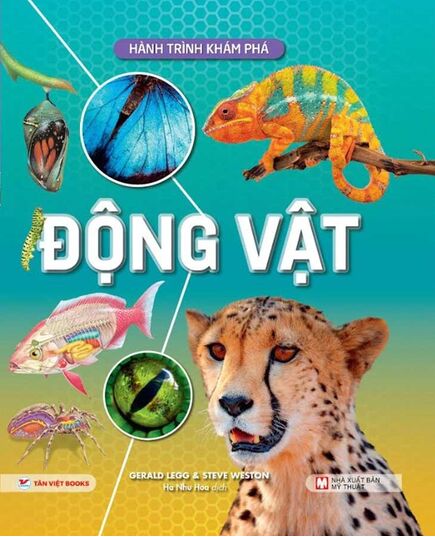 HÀNH TRÌNH KHÁM PHÁ
ĐỘNG VẬT
GERALD LEGG & STEVE WESTON
Hà Như Hoa dịch
TÂN VIỆT BOOKS
NHÀ XUẤT BẢN
MỸ THUẬT